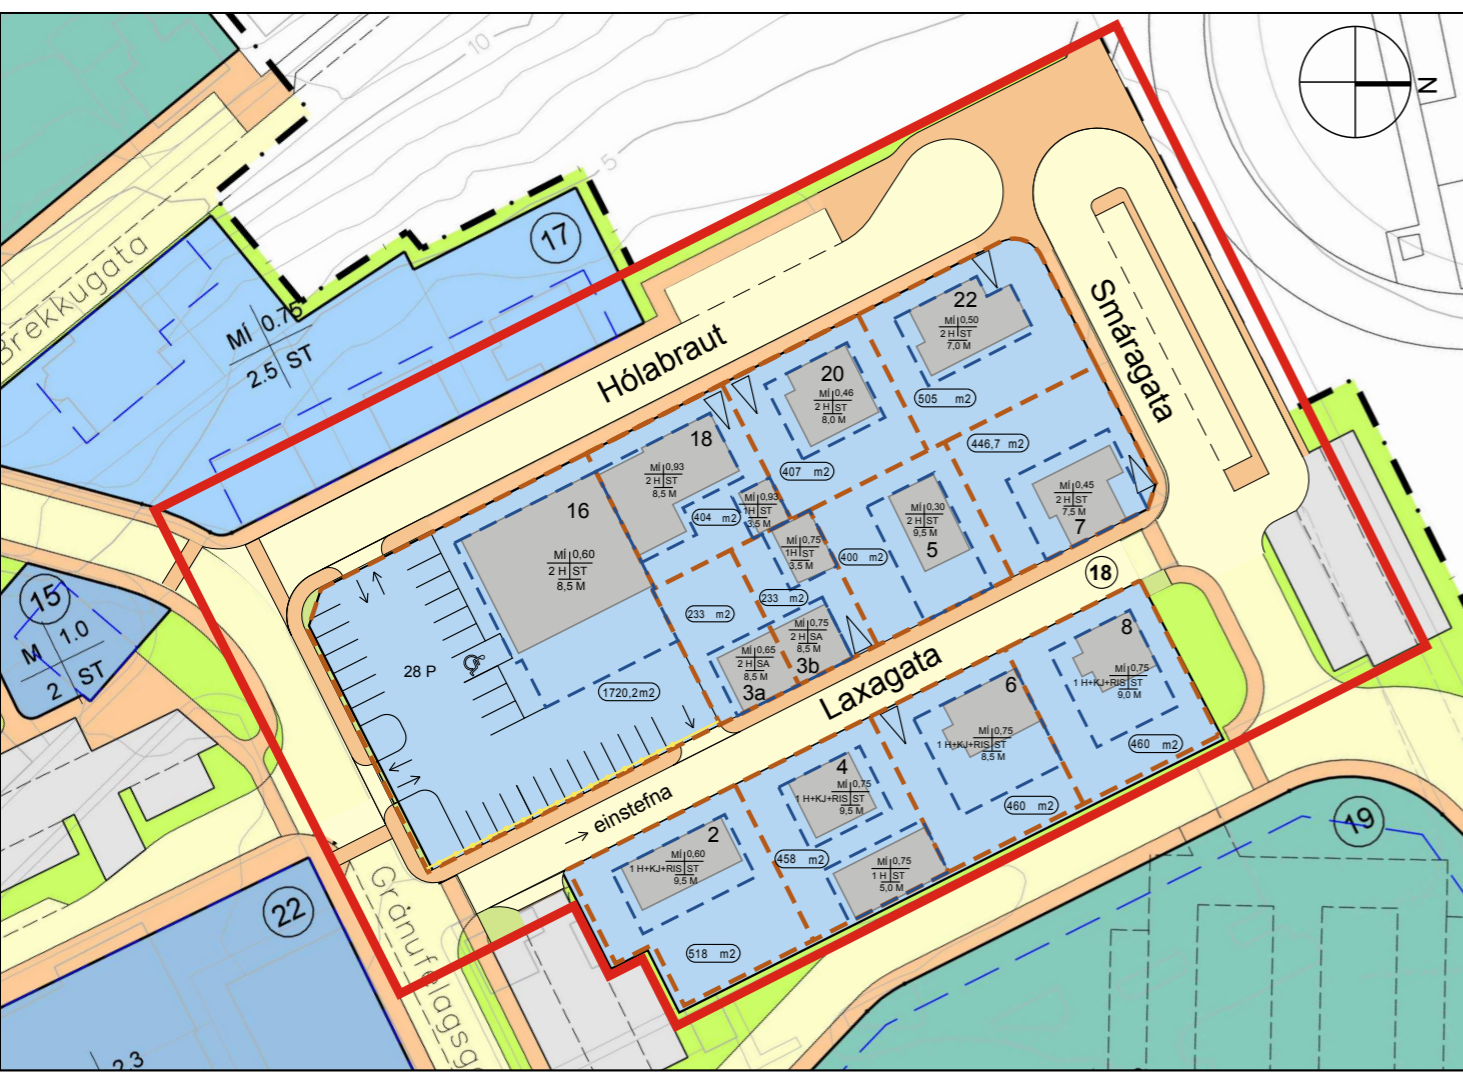 10
5
N
Brekkugata
17
MÍ 0.75
2.5 ST
Hólabraut
Smáragata
22
MÍ 0,50
2 H ST
7,0 M
505 m2
20
MÍ 0,46
2 H ST
8,0 M
407 m2
446,7 m2
18
MÍ 0,93
2 H ST
8,5 M
404 m2
MÍ 0,93
1H ST
3,5 M
16
MÍ 0,60
2 H ST
8,5 M
MÍ 0,75
1H ST
3,5 M
400 m2
MÍ 0,30
2 H ST
9,5 M
5
MÍ 0,45
2 H ST
7,5 M
7
18
15
M 1.0
2 ST
28 P
1720,2m2
233 m2
233 m2
MÍ 0,65
2 H SA
8,5 M
3a
MÍ 0,75
2 H SA
8,5 M
3b
Laxagata
einstefna
8
MÍ 0,75
1 H+KJ+RIS ST
9,0 M
460 m2
6
MÍ 0,75
1 H+KJ+RIS ST
8,5 M
460 m2
4
MÍ 0,75
1 H+KJ+RIS ST
9,5 M
458 m2
MÍ 0,75
1 H ST
5,0 M
2
MÍ 0,60
1 H+KJ+RIS ST
9,5 M
518 m2
19
22
2.3